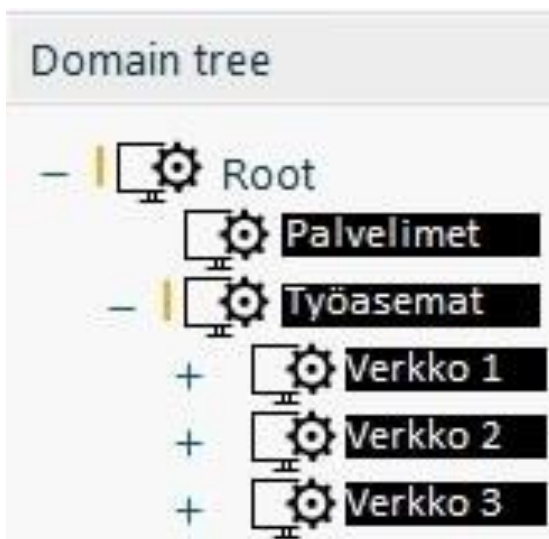 Domain tree
Root
Palvelimet
Työasemat
Verkko 1
Verkko 2
Verkko 3